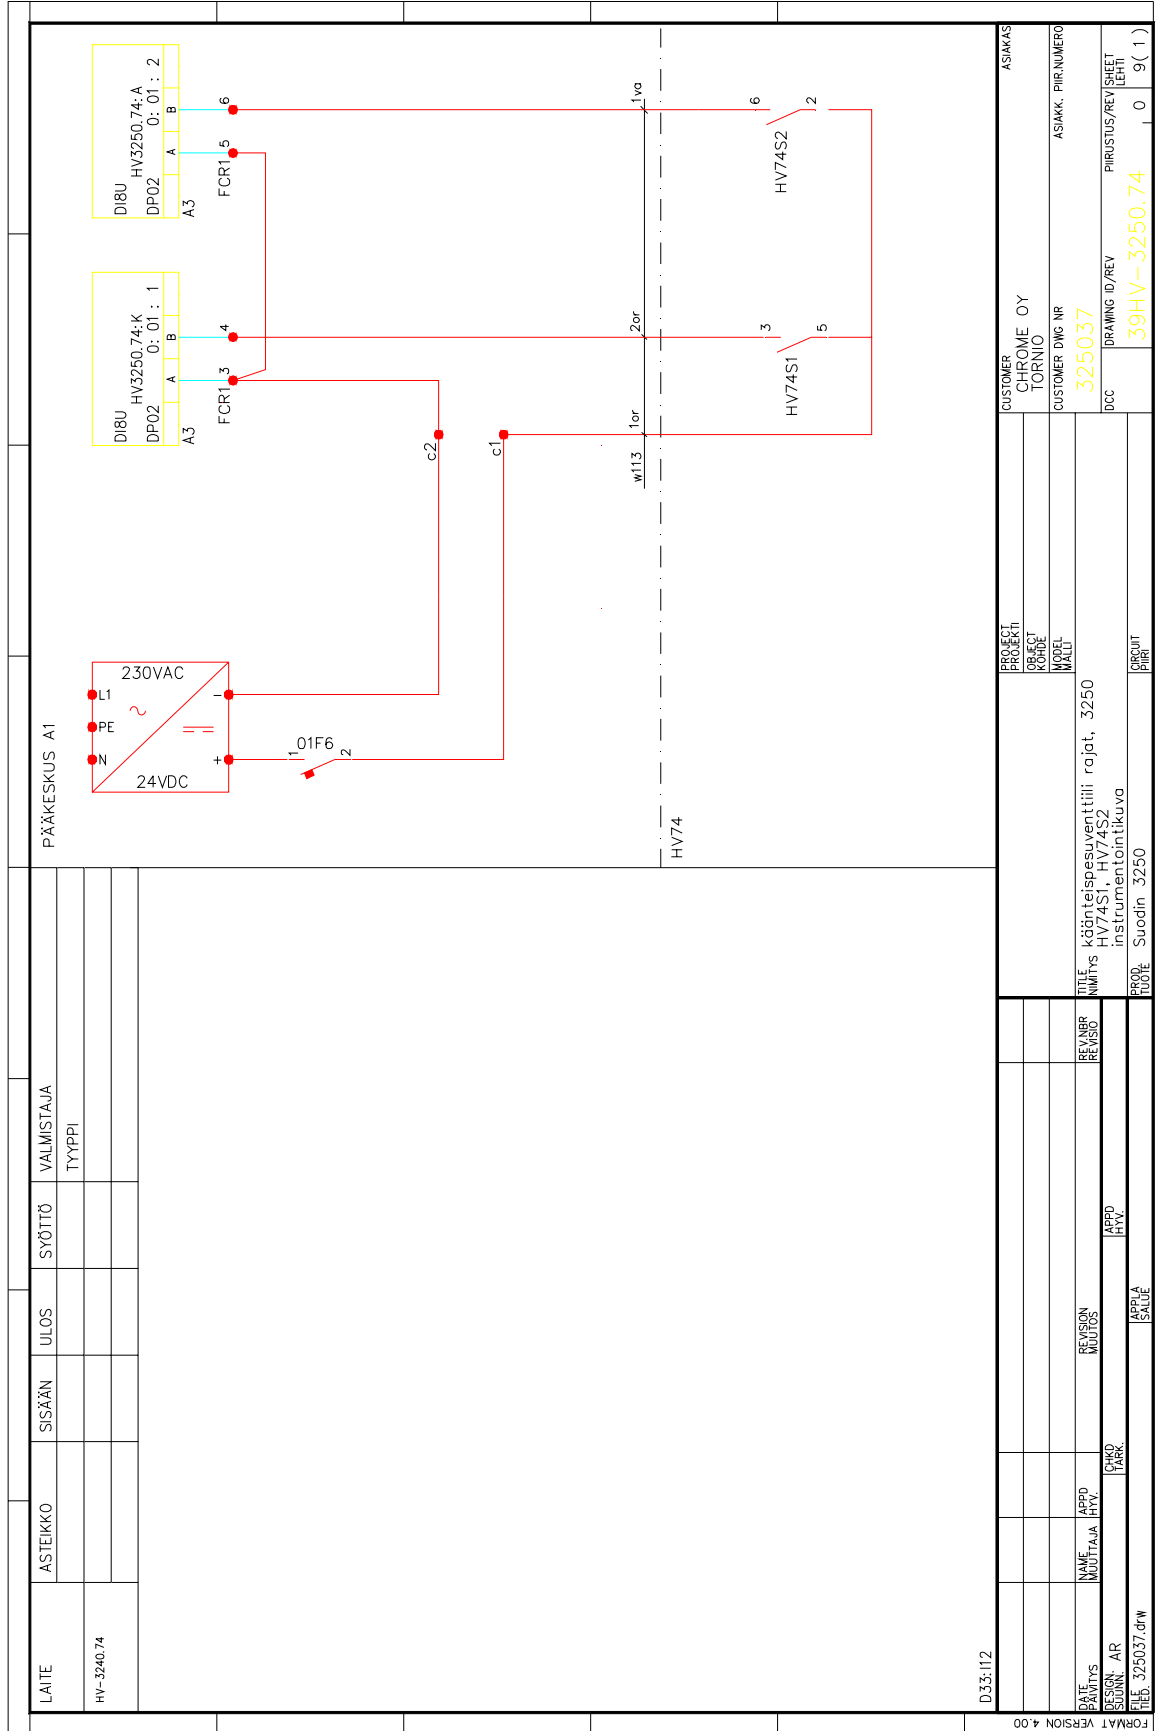 LAITE
ASTEIKKO
SISÄÄN
ULOS
SYÖTTÖ
VALMISTAJA
TYYPPI
HV-3240.74
PÄÄKESKUS A1
230VAC
L1
PE
N
24VDC
-
+
1
01F6
2
DI8U
HV3250.74:K
DP02 0: 01 : 1
A B
A3
FCR1 3 4
DI8U
HV3250.74:A
DP02 0: 01 : 2
A B
A3
FCR1 5 6
c2
c1
w113
1or
2or
1va
HV74
HV74S1
3
5
HV74S2
6
2
D33:I12
CUSTOMER
ASIAKAS
CHROME OY
TORNIO
CUSTOMER DWG NR
ASIAKK. PIIR.NUMERO
325037
DCC
DRAWING ID/REV
PIIRUSTUS/REV
SHEET
LEHTI
39HV-3250.74
0
9( 1 )
PROJECT
PROJEKTI
OBJECT
KOHDE
MODEL
MALLI
TITLE
NIMITYS
käänteispesuventtiili rajat, 3250
HV74S1, HV74S2
instrumentointikuva
PROD.
TUOTE
Suodin 3250
CIRCUIT
PIIRI
DATE
PÄIVITYS
NAME
MUUTTAJA
APPD
HYV.
REVISION
MUUTOS
REV.NBR
REVISIO
DESIGN.
SUUNN.
AR
CHKD
TARK.
APPD
HYV.
FILE
TIED.
325037.drw
APPLA
SALUE
FORMAT VERSION 4.00